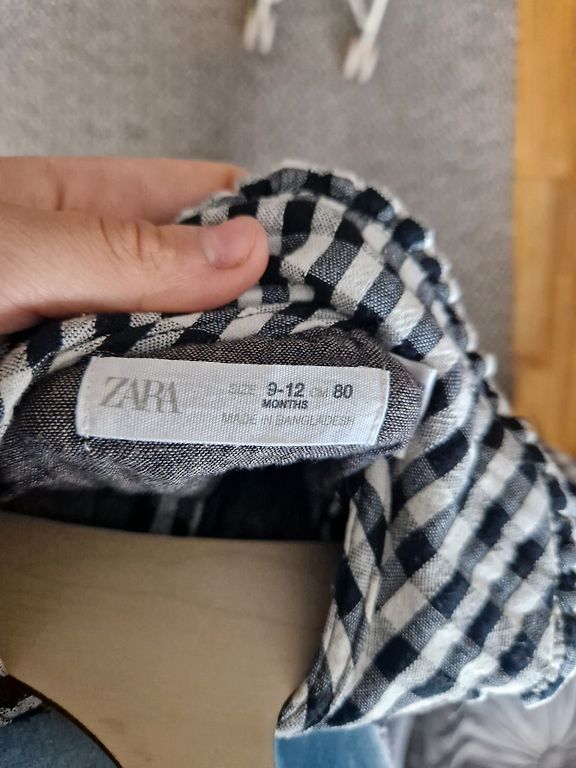 ZARA SIZE 9-12 CM 80
MONTHS
MADE IN BANGLADESH